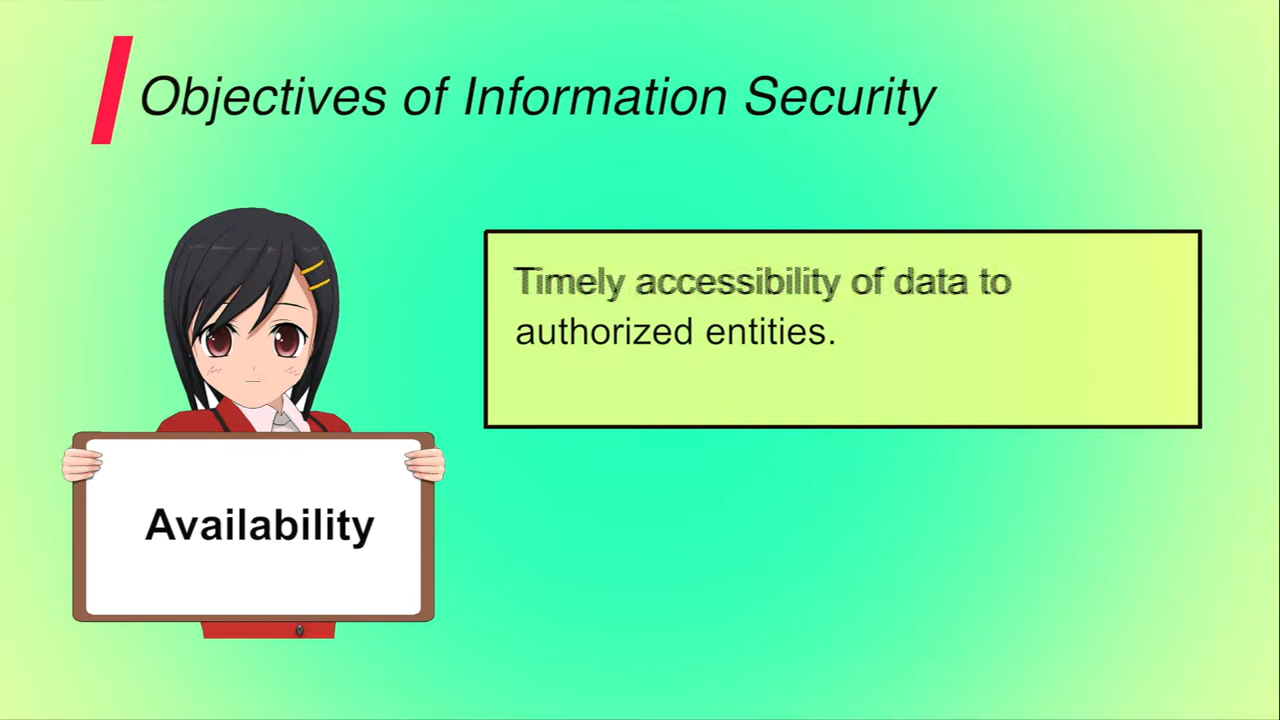 Objectives of Information Security
Timely accessibility of data to
authorized entities.
Availability